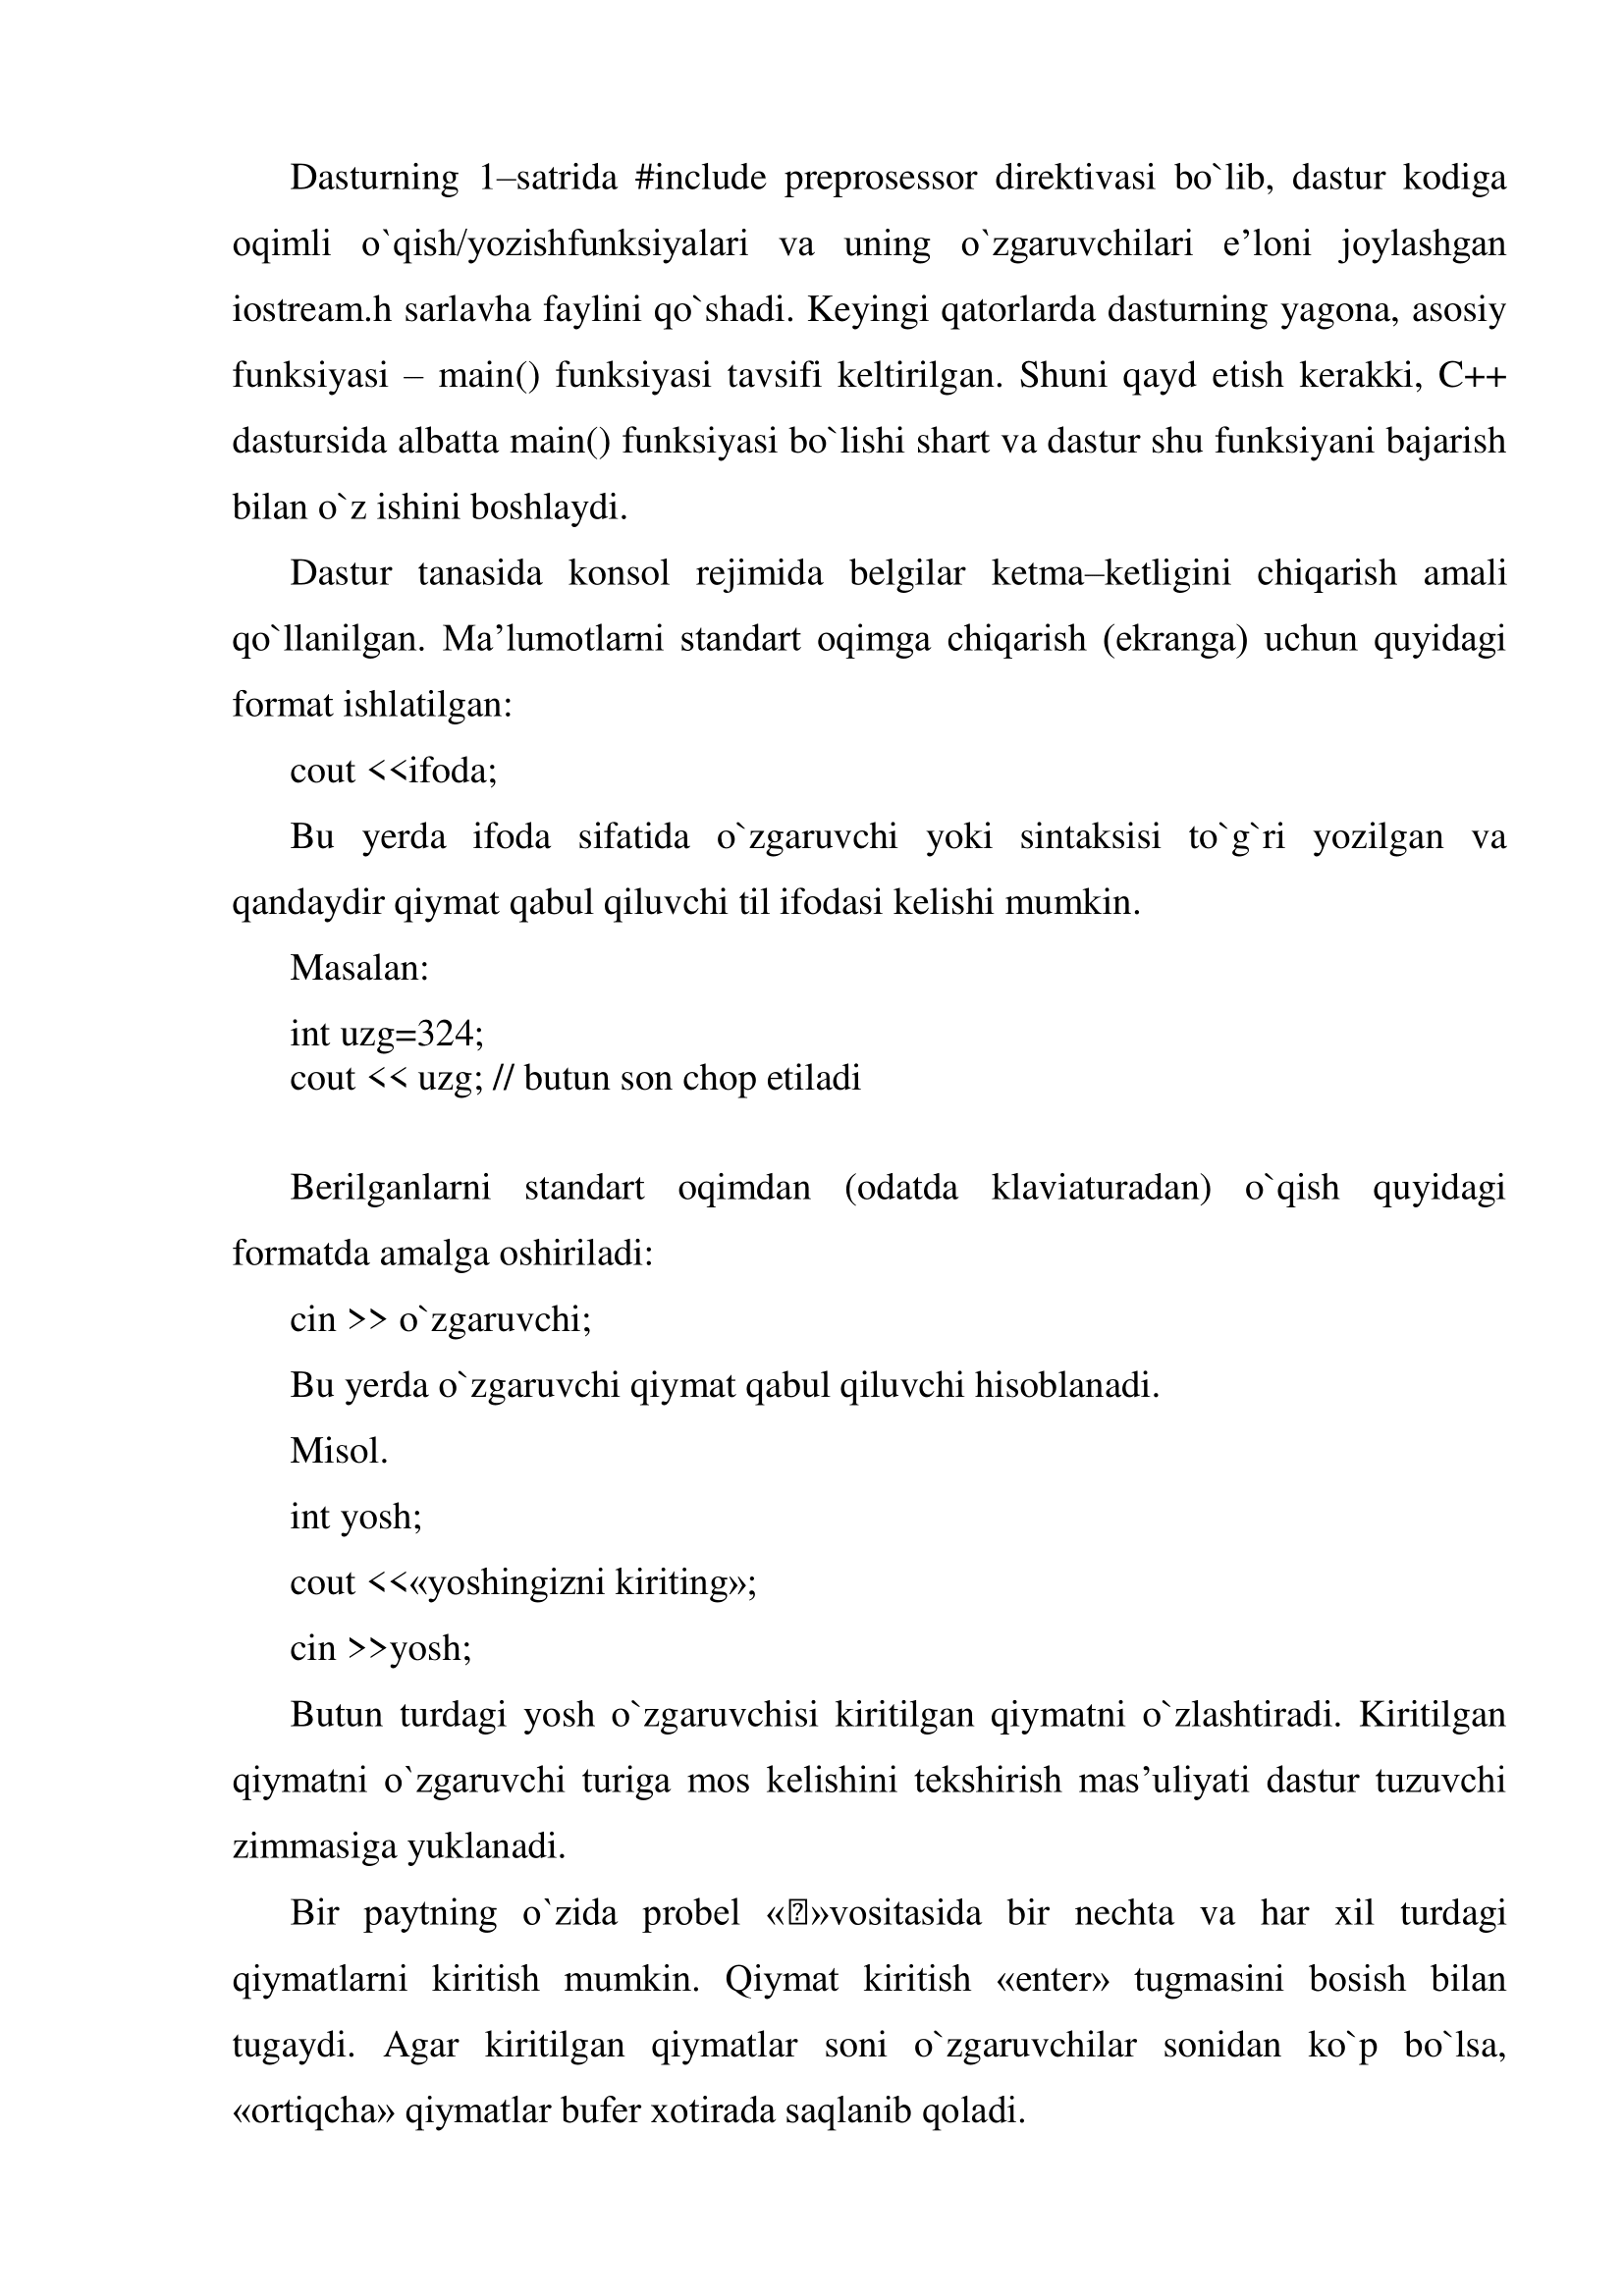 Dasturning 1–satrida #include preprosessor direktivasi bo`lib, dastur kodiga
oqimli o`qish/yozishfunksiyalari va uning o`zgaruvchilari e’loni joylashgan
iostream.h sarlavha faylini qo`shadi. Keyingi qatorlarda dasturning yagona, asosiy
funksiyasi – main() funksiyasi tavsifi keltirilgan. Shuni qayd etish kerakki, C++
dastursida albatta main() funksiyasi bo`lishi shart va dastur shu funksiyani bajarish
bilan o`z ishini boshlaydi.
Dastur tanasida konsol rejimida belgilar ketma–ketligini chiqarish amali
qo`llanilgan. Ma’lumotlarni standart oqimga chiqarish (ekranga) uchun quyidagi
format ishlatilgan:
cout <<ifoda;
Bu yerda ifoda sifatida o`zgaruvchi yoki sintaksisi to`g`ri yozilgan va
qandaydir qiymat qabul qiluvchi til ifodasi kelishi mumkin.
Masalan:
int uzg=324;
cout << uzg; // butun son chop etiladi
Berilganlarni standart oqimdan (odatda klaviaturadan) o`qish quyidagi
formatda amalga oshiriladi:
cin >> o`zgaruvchi;
Bu yerda o`zgaruvchi qiymat qabul qiluvchi hisoblanadi.
Misol.
int yosh;
cout <<«yoshingizni kiriting»;
cin >>yosh;
Butun turdagi yosh o`zgaruvchisi kiritilgan qiymatni o`zlashtiradi. Kiritilgan
qiymatni o`zgaruvchi turiga mos kelishini tekshirish mas’uliyati dastur tuzuvchi
zimmasiga yuklanadi.
Bir paytning o`zida probel «⍰»vositasida bir nechta va har xil turdagi
qiymatlarni kiritish mumkin. Qiymat kiritish «enter» tugmasini bosish bilan
tugaydi. Agar kiritilgan qiymatlar soni o`zgaruvchilar sonidan ko`p bo`lsa,
«ortiqcha» qiymatlar bufer xotirada saqlanib qoladi.